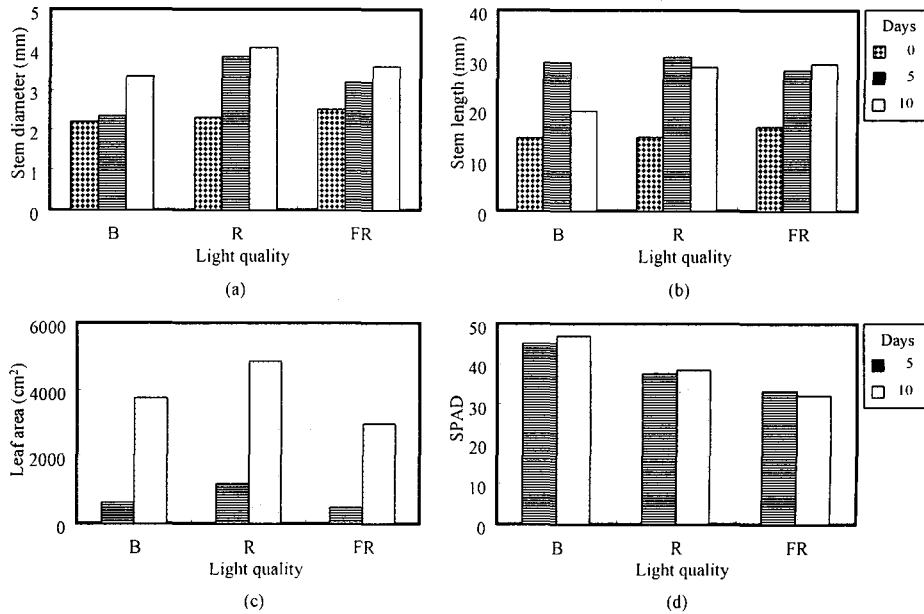 5
4
3
2
1
0
Stem diameter (mm)
B R FR
Light quality
(a)
40
30
20
10
0
Stem length (mm)
B R FR
Light quality
(b)
Days
0
5
10
6000
4000
2000
0
Leaf area (cm²)
B R FR
Light quality
(c)
50
40
30
20
10
0
SPAD
B R FR
Light quality
(d)
Days
5
10